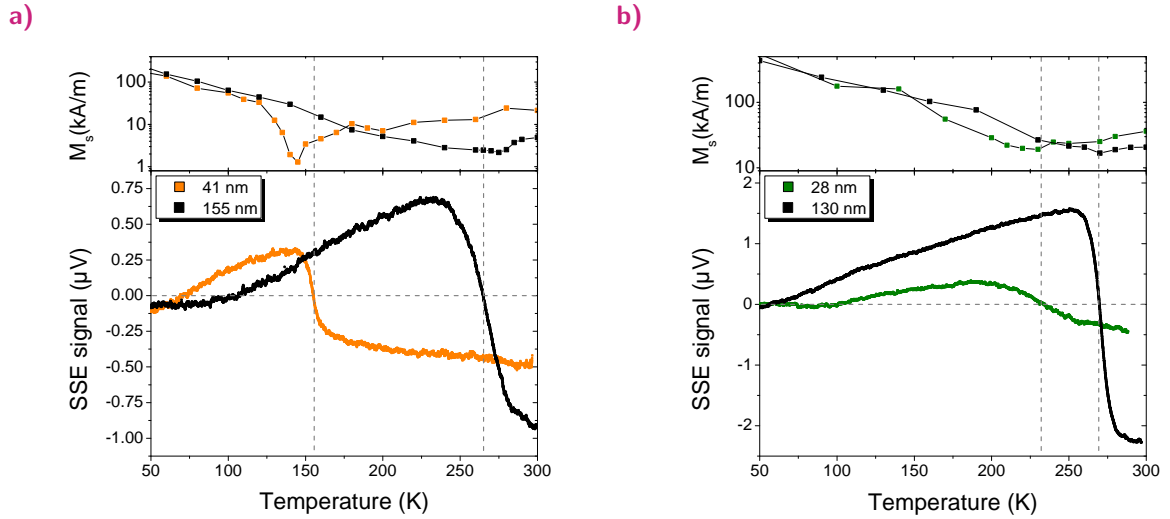 a)
M_s(kA/m)
100
10
1
41 nm
155 nm
SSE signal (µV)
0.75
0.50
0.25
0.00
-0.25
-0.50
-0.75
-1.00
50 100 150 200 250 300
Temperature (K)
b)
M_s(kA/m)
100
10
28 nm
130 nm
SSE signal (µV)
2
1
0
-1
-2
50 100 150 200 250 300
Temperature (K)